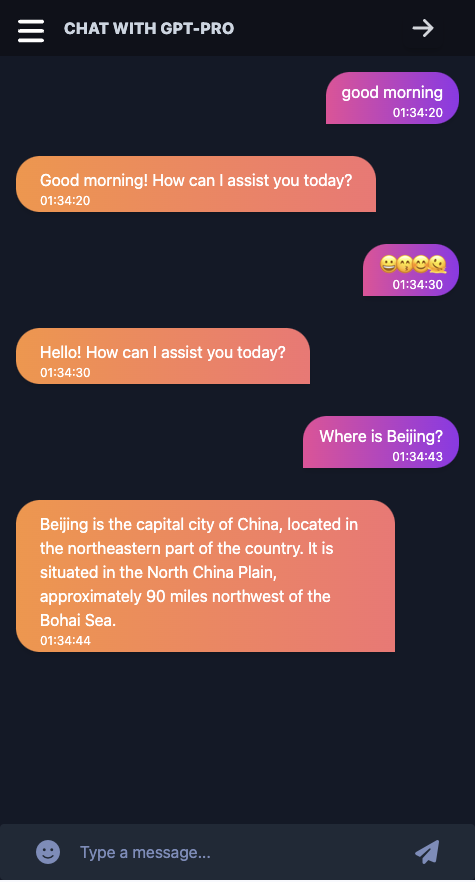 CHAT WITH GPT-PRO
good morning
01:34:20
Good morning! How can I assist you today?
01:34:20
😀😙😊🫠
01:34:30
Hello! How can I assist you today?
01:34:30
Where is Beijing?
01:34:43
Beijing is the capital city of China, located in
the northeastern part of the country. It is
situated in the North China Plain,
approximately 90 miles northwest of the
Bohai Sea.
01:34:44
Type a message...